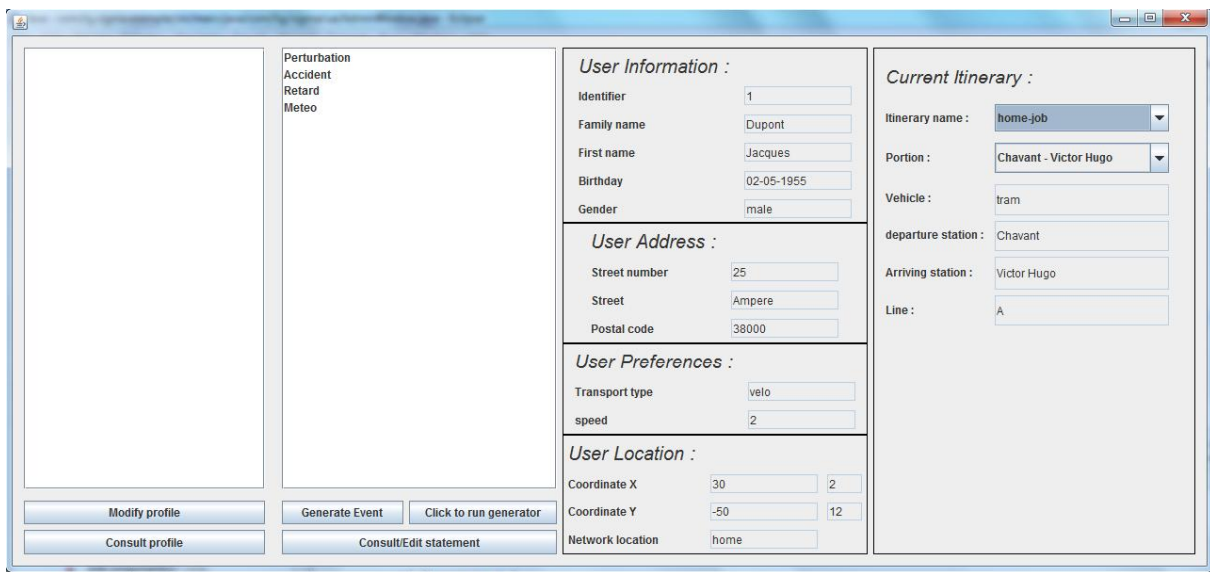 Perturbation
Accident
Retard
Meteo
Modify profile
Consult profile
Generate Event
Click to run generator
Consult/Edit statement
User Information :
Identifier 1
Family name Dupont
First name Jacques
Birthday 02-05-1955
Gender male
User Address :
Street number 25
Street Ampere
Postal code 38000
User Preferences :
Transport type velo
speed 2
User Location :
Coordinate X 30 2
Coordinate Y -50 12
Network location home
Current Itinerary :
Itinerary name : home-job
Portion : Chavant - Victor Hugo
Vehicle : tram
departure station : Chavant
Arriving station : Victor Hugo
Line : A